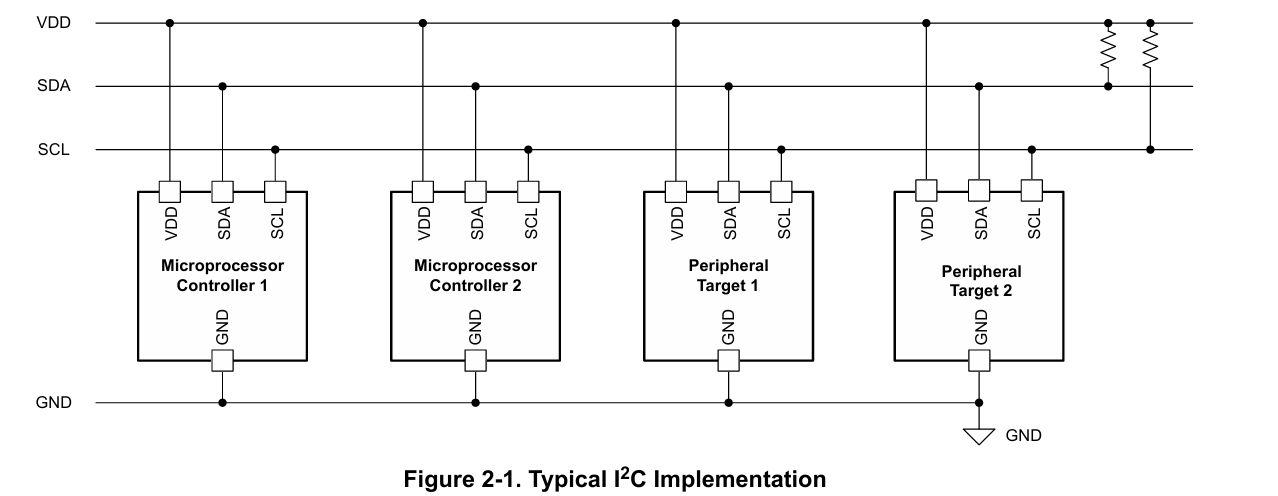 VDD
SDA
SCL
VDD SDA SCL
VDD SDA SCL
VDD SDA SCL
VDD SDA SCL
Microprocessor
Controller 1
Microprocessor
Controller 2
Peripheral
Target 1
Peripheral
Target 2
GND
GND
GND
GND
GND
GND
Figure 2-1. Typical I²C Implementation